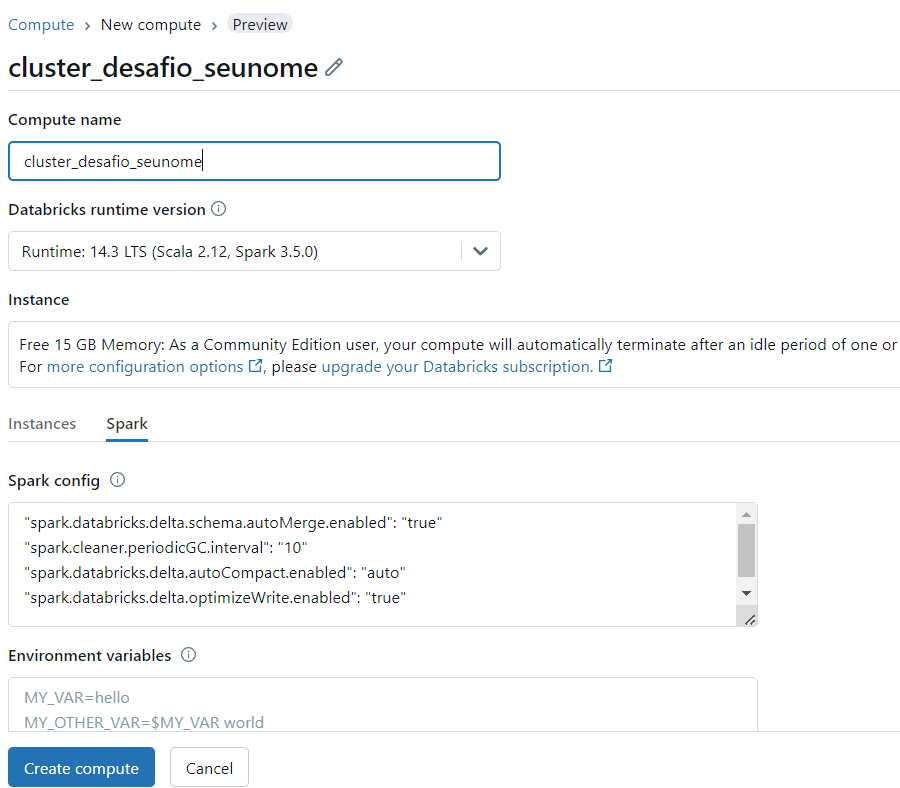 Compute › New compute › Preview
cluster_desafio_seunome
Compute name
cluster_desafio_seunome
Databricks runtime version
Runtime: 14.3 LTS (Scala 2.12, Spark 3.5.0)
Instance
Free 15 GB Memory: As a Community Edition user, your compute will automatically terminate after an idle period of one or
For more configuration options, please upgrade your Databricks subscription.
Instances Spark
Spark config
"spark.databricks.delta.schema.autoMerge.enabled": "true"
"spark.cleaner.periodicGC.interval": "10"
"spark.databricks.delta.autoCompact.enabled": "auto"
"spark.databricks.delta.optimizeWrite.enabled": "true"
Environment variables
MY_VAR=hello
MY_OTHER_VAR=$MY_VAR world
Create compute Cancel